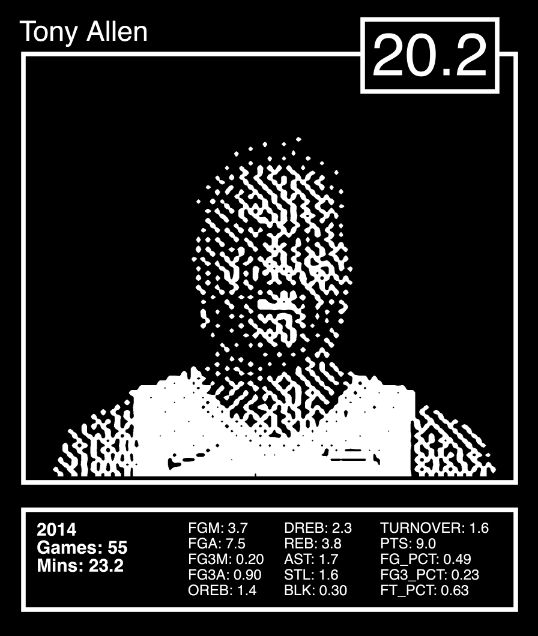 Tony Allen
20.2
2014
Games: 55
Mins: 23.2
FGM: 3.7
FGA: 7.5
FG3M: 0.20
FG3A: 0.90
OREB: 1.4
DREB: 2.3
REB: 3.8
AST: 1.7
STL: 1.6
BLK: 0.30
TURNOVER: 1.6
PTS: 9.0
FG_PCT: 0.49
FG3_PCT: 0.23
FT_PCT: 0.63